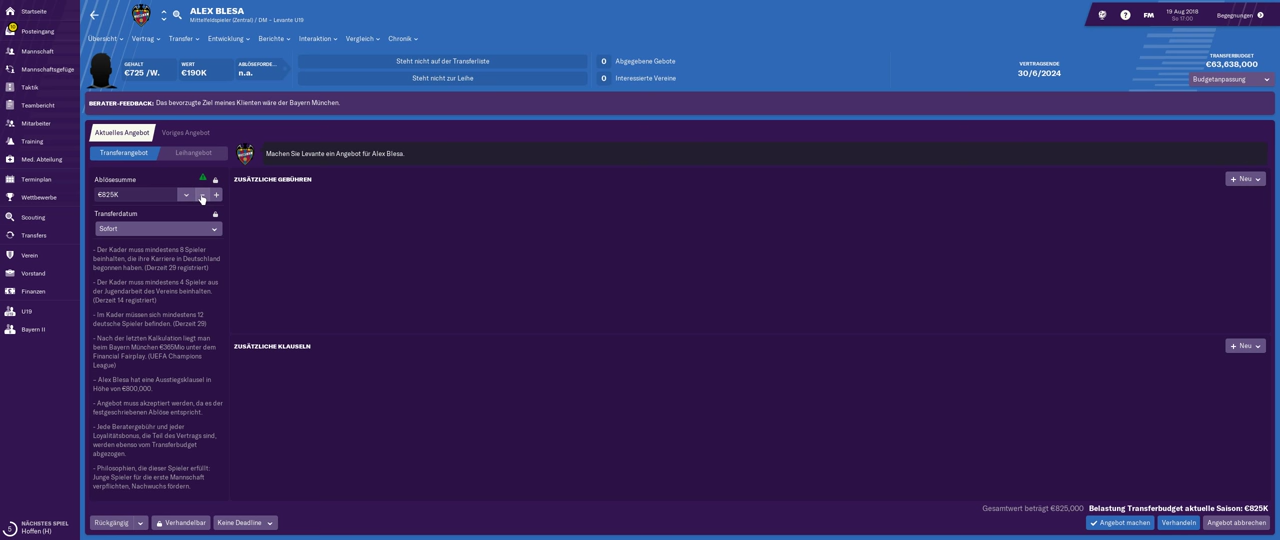 Startseite
Posteingang
Mannschaft
Mannschaftsgefüge
Taktik
Teambericht
Mitarbeiter
Training
Med. Abteilung
Terminplan
Wettbewerbe
Scouting
Transfers
Verein
Vorstand
Finanzen
U19
Bayern II
5
NÄCHSTES SPIEL
Hoffen (H)
ALEX BLESA
Mittelfeldspieler (Zentral) / DM - Levante U19
FM
19 Aug 2018
So 17:00
Begegnungen
Übersicht
Vertrag
Transfer
Entwicklung
Berichte
Interaktion
Vergleich
Chronik
GEHALT
€725 /W.
WERT
€190K
ABLÖSEFORDE...
n.a.
Steht nicht auf der Transferliste
Steht nicht zur Leihe
0 Abgegebene Gebote
0 Interessierte Vereine
VERTRAGSENDE
30/6/2024
TRANSFERBUDGET
€63,638,000
Budgetanpassung
BERATER-FEEDBACK: Das bevorzugte Ziel meines Klienten wäre der Bayern München.
Aktuelles Angebot
Voriges Angebot
Transferangebot
Leihangebot
Machen Sie Levante ein Angebot für Alex Blesa.
Ablösesumme
€825K
Transferdatum
Sofort
- Der Kader muss mindestens 8 Spieler
beinhalten, die ihre Karriere in Deutschland
begonnen haben. (Derzeit 29 registriert)
- Der Kader muss mindestens 4 Spieler aus
der Jugendarbeit des Vereins beinhalten.
(Derzeit 14 registriert)
- Im Kader müssen sich mindestens 12
deutsche Spieler befinden. (Derzeit 29)
- Nach der letzten Kalkulation liegt man
beim Bayern München €365Mio unter dem
Financial Fairplay. (UEFA Champions
League)
- Alex Blesa hat eine Ausstiegsklausel in
Höhe von €800,000.
- Angebot muss akzeptiert werden, da es der
festgeschriebenen Ablöse entspricht.
- Jede Beratergebühr und jeder
Loyalitätsbonus, die Teil des Vertrags sind,
werden ebenso vom Transferbudget
abgezogen.
- Philosophien, die dieser Spieler erfüllt:
Junge Spieler für die erste Mannschaft
verpflichten, Nachwuchs fördern.
ZUSÄTZLICHE GEBÜHREN
Neu
ZUSÄTZLICHE KLAUSELN
Neu
Gesamtwert beträgt €825,000 Belastung Transferbudget aktuelle Saison: €825K
Rückgängig
Verhandelbar
Keine Deadline
Angebot machen
Verhandeln
Angebot abbrechen